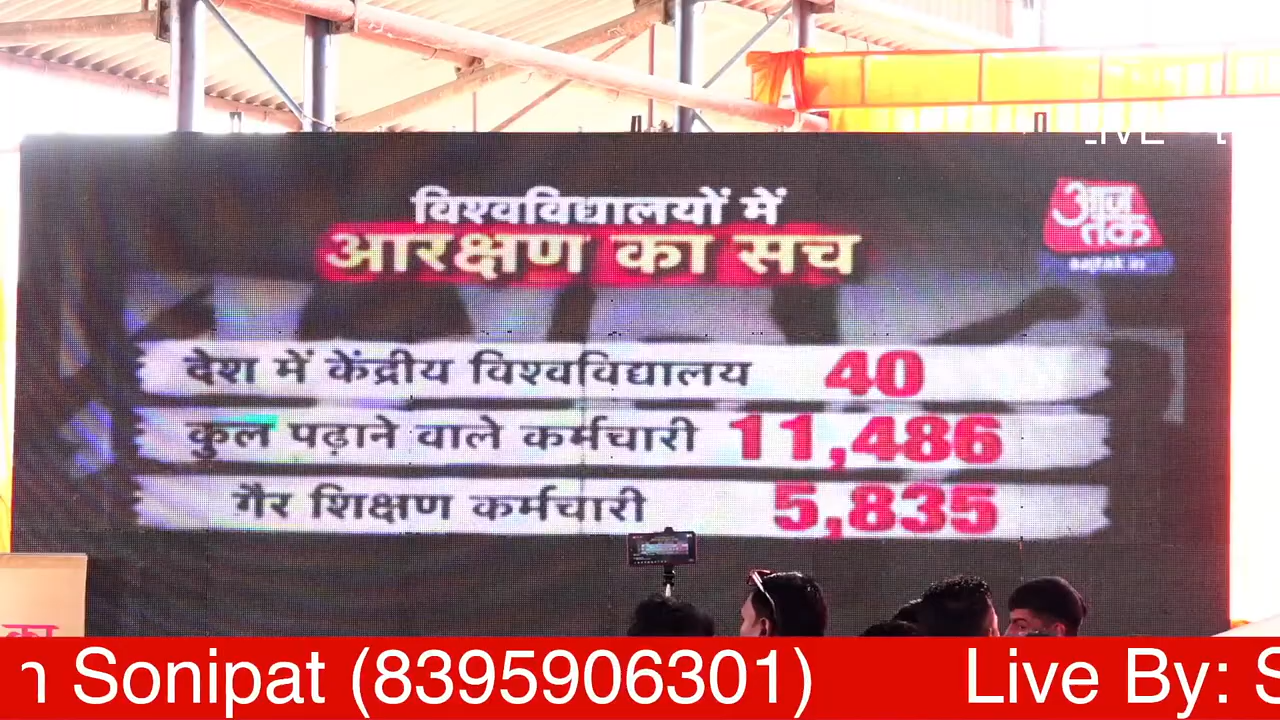 LIVE
विश्वविद्यालयों में
आरक्षण का सच
आज तक
aajtak.in
देश में केंद्रीय विश्वविद्यालय 40
कुल पढ़ाने वाले कर्मचारी 11,486
गैर शिक्षण कर्मचारी 5,835
का
Sonipat (8395906301) Live By: S